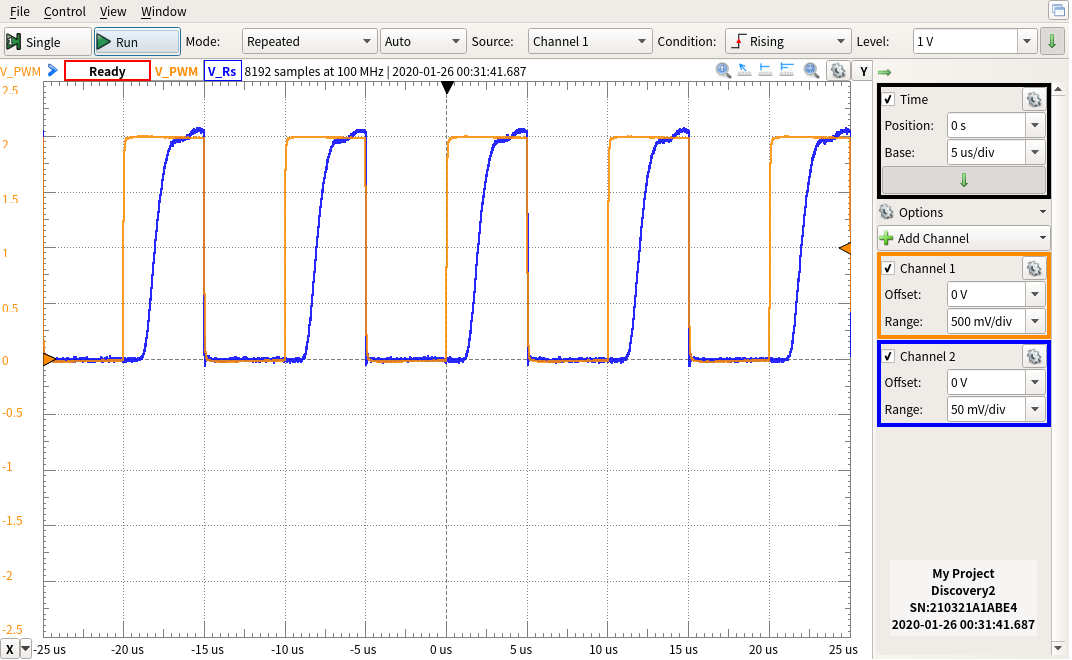 File Control View Window
Single Run Mode: Repeated Auto Source: Channel 1 Condition: Rising Level: 1 V
V_PWM Ready V_PWM V_Rs 8192 samples at 100 MHz | 2020-01-26 00:31:41.687 Y
2.5
2
1.5
1
0.5
0
-0.5
-1
-1.5
-2
-2.5
X -25 us -20 us -15 us -10 us -5 us 0 us 5 us 10 us 15 us 20 us 25 us
Time
Position: 0 s
Base: 5 us/div
Options
Add Channel
Channel 1
Offset: 0 V
Range: 500 mV/div
Channel 2
Offset: 0 V
Range: 50 mV/div
My Project
Discovery2
SN:210321A1ABE4
2020-01-26 00:31:41.687